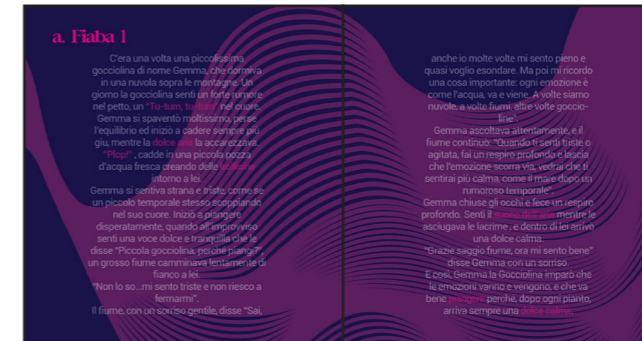 a. Fiaba 1
C'era una volta una piccolissima
gocciolina di nome Gemma, che dormiva
in una nuvola sopra le montagne. Un
giorno la gocciolina sentì un forte rumore
nel petto, un "Tu-tum, tu-tum" nel cuore.
Gemma si spaventò moltissimo, perse
l'equilibrio ed iniziò a cadere sempre più
giu, mentre la dolce aria la accarezzava.
"Plop!" , cadde in una piccola pozza
d'acqua fresca creando delle
intorno a lei.
Gemma si sentiva strana e triste, come se
un piccolo temporale stesso scoppiando
nel suo cuore. Iniziò a piangere
disperatamente, quando all'improvviso
sentì una voce dolce e tranquilla che le
disse "Piccola gocciolina, perché piangi?",
un grosso fiume camminava lentamente di
fianco a lei.
"Non lo so...mi sento triste e non riesco a
fermarmi".
Il fiume, con un sorriso gentile, disse "Sai,
anche io molte volte mi sento pieno e
quasi voglio esondare. Ma poi mi ricordo
una cosa importante: ogni emozione è
come l'acqua, va e viene. A volte siamo
nuvole, a volte fiumi, altre volte goccio-
line".
Gemma ascoltava attentamente, e il
fiume continuò: "Quando ti senti triste o
agitata, fai un respiro profondo e lascia
che l'emozione scorra via, vedrai che ti
sentirai più calma, come il mare dopo un
rumoroso temporale".
Gemma chiuse gli occhi e fece un respiro
profondo. Sentì il suono dell'aria mentre le
asciugava le lacrime , e dentro di lei arrivò
una dolce calma.
"Grazie saggio fiume, ora mi sento bene"
disse Gemma con un sorriso.
E così, Gemma la Gocciolina imparò che
le emozioni vanno e vengono, e che va
bene piangere perchè, dopo ogni pianto,
arriva sempre una dolce calma.